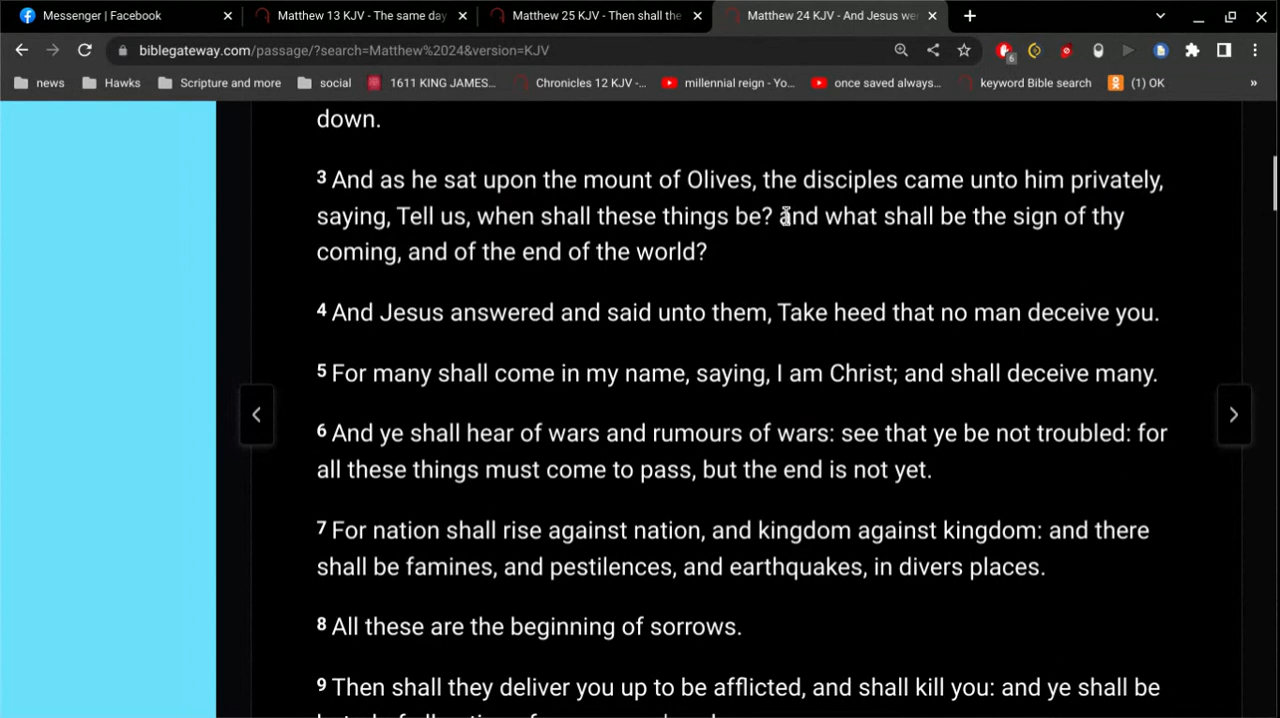 Messenger | Facebook
Matthew 13 KJV - The same day
Matthew 25 KJV - Then shall the
Matthew 24 KJV - And Jesus we
biblegateway.com/passage/?search=Matthew%2024&version=KJV
6
news
Hawks
Scripture and more
social
1611 KING JAMES...
Chronicles 12 KJV -...
millennial reign - Yo...
once saved always...
keyword Bible search
(1) OK
»
down.
3 And as he sat upon the mount of Olives, the disciples came unto him privately,
saying, Tell us, when shall these things be? and what shall be the sign of thy
coming, and of the end of the world?
4 And Jesus answered and said unto them, Take heed that no man deceive you.
5 For many shall come in my name, saying, I am Christ; and shall deceive many.
6 And ye shall hear of wars and rumours of wars: see that ye be not troubled: for
all these things must come to pass, but the end is not yet.
7 For nation shall rise against nation, and kingdom against kingdom: and there
shall be famines, and pestilences, and earthquakes, in divers places.
8 All these are the beginning of sorrows.
9 Then shall they deliver you up to be afflicted, and shall kill you: and ye shall be